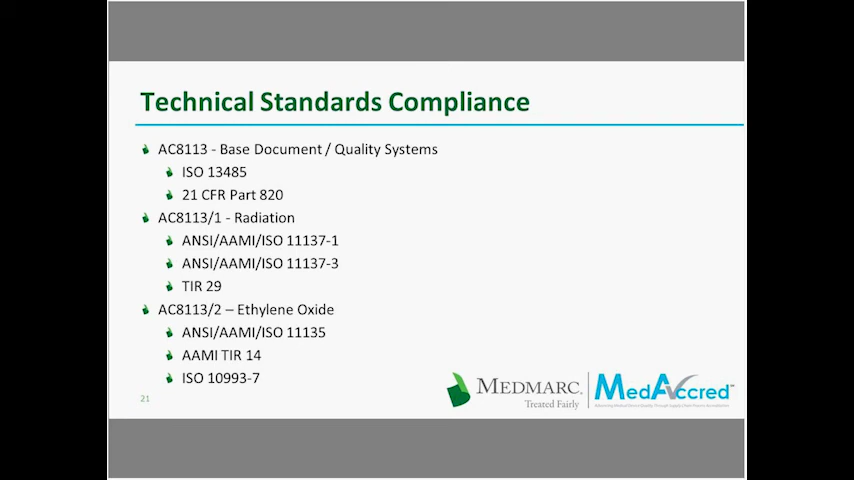 Technical Standards Compliance
AC8113 - Base Document / Quality Systems
ISO 13485
21 CFR Part 820
AC8113/1 - Radiation
ANSI/AAMI/ISO 11137-1
ANSI/AAMI/ISO 11137-3
TIR 29
AC8113/2 – Ethylene Oxide
ANSI/AAMI/ISO 11135
AAMI TIR 14
ISO 10993-7
21
MEDMARC®
Treated Fairly
MedAccred™